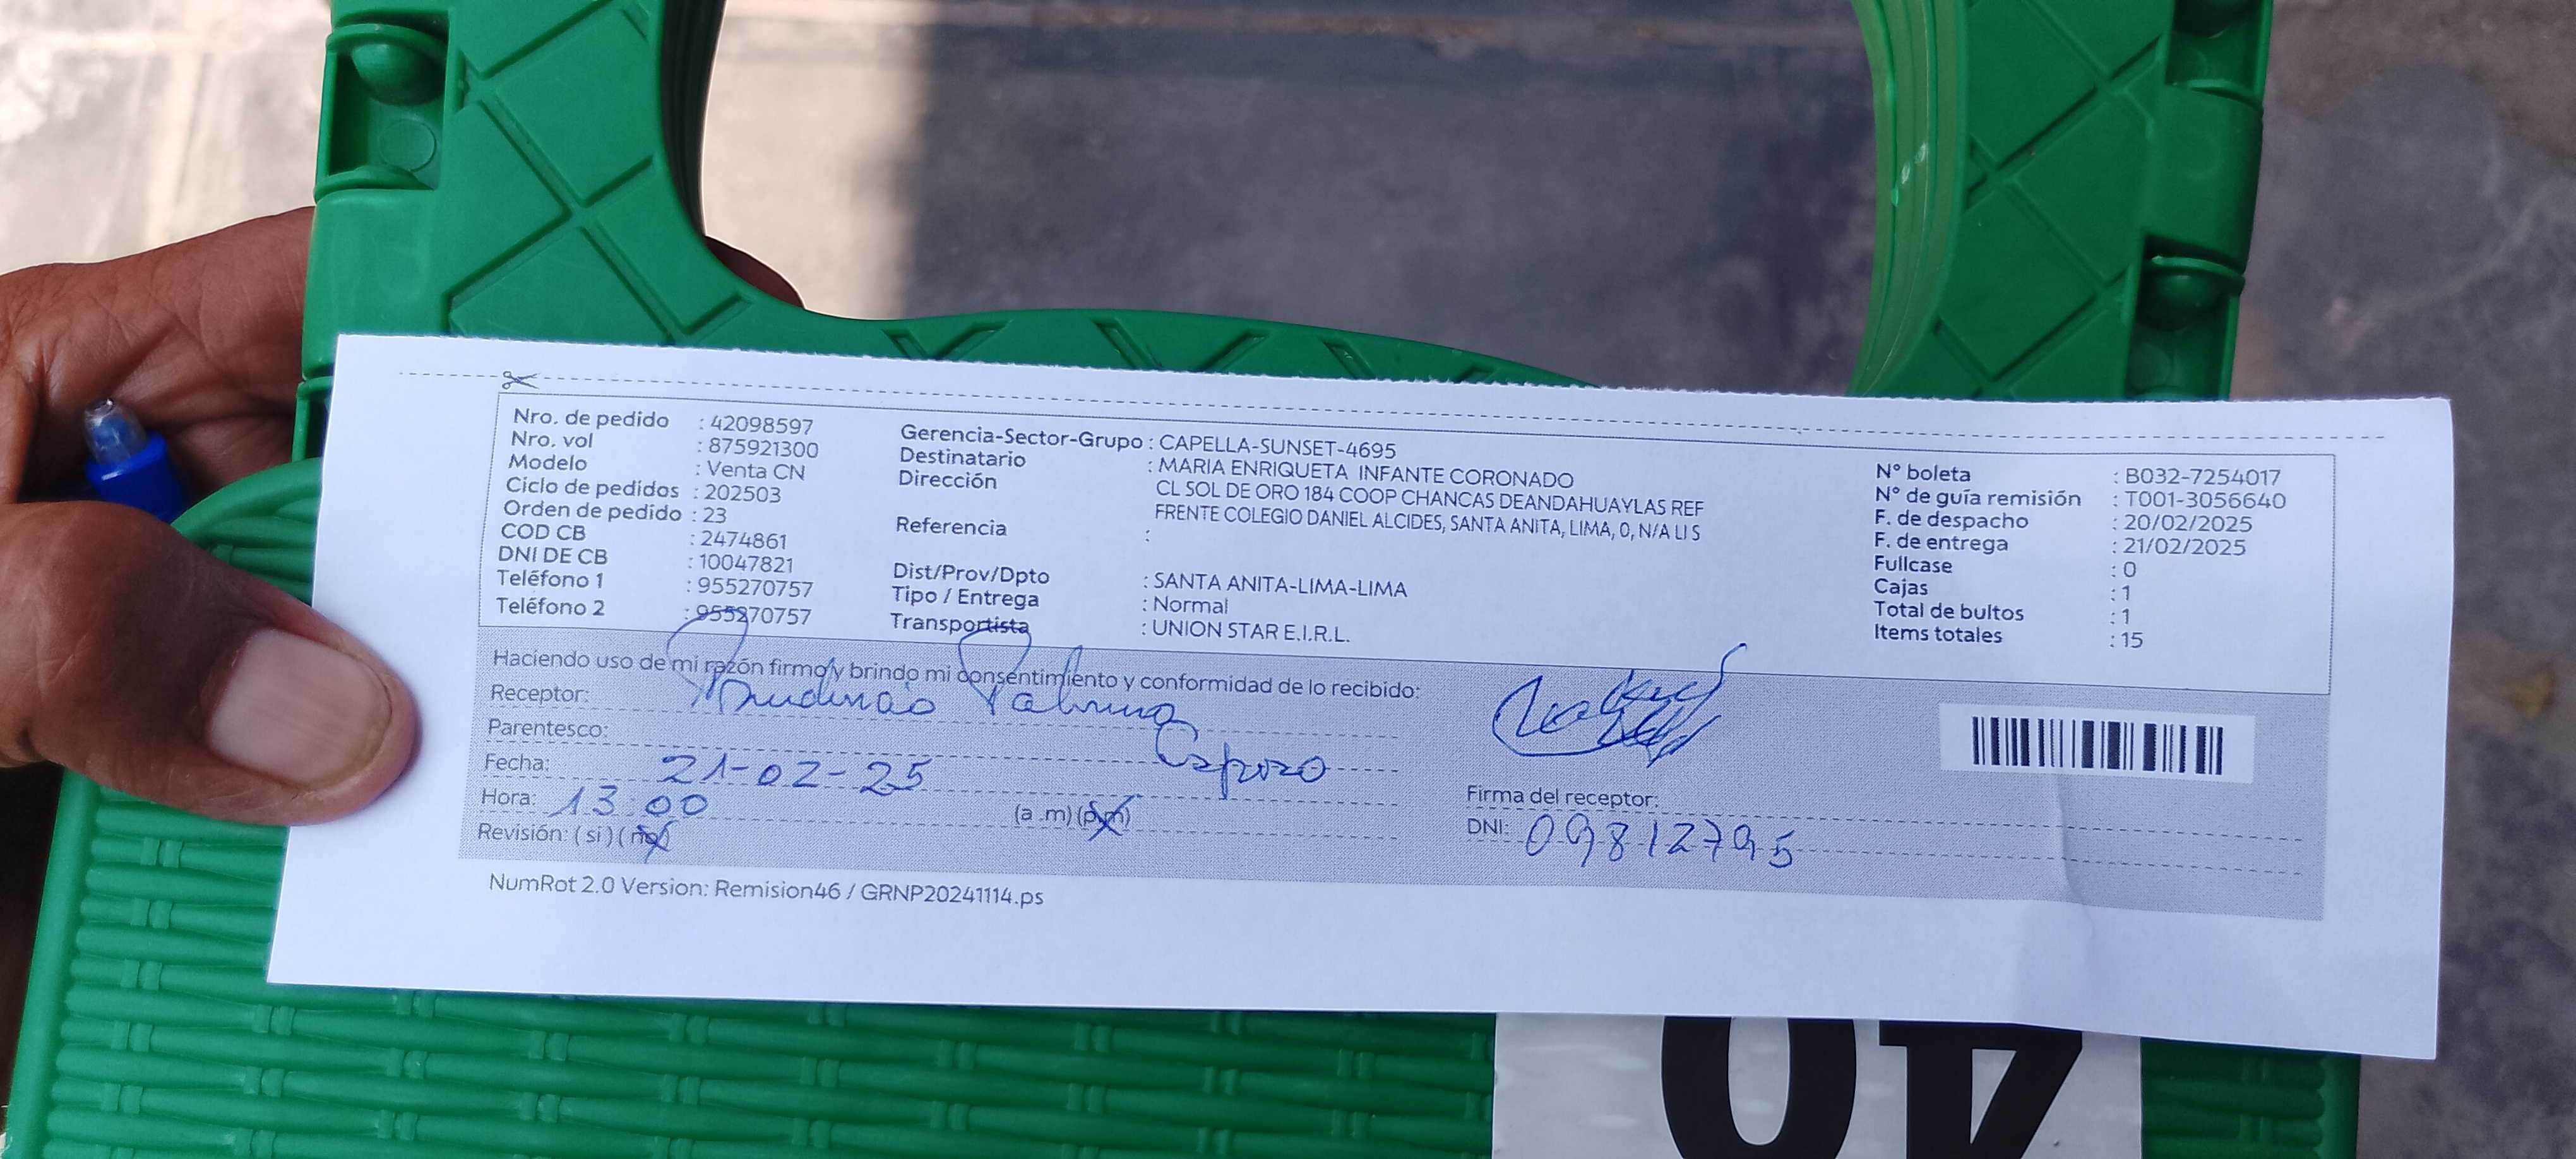 Nro. de pedido : 42098597
Nro. vol : 875921300
Modelo : Venta CN
Ciclo de pedidos : 202503
Orden de pedido : 23
COD CB : 2474861
DNI DE CB : 10047821
Teléfono 1 : 955270757
Teléfono 2 : 955270757
Gerencia-Sector-Grupo : CAPELLA-SUNSET-4695
Destinatario : MARIA ENRIQUETA INFANTE CORONADO
Dirección CL SOL DE ORO 184 COOP CHANCAS DEANDAHUAYLAS REF
FRENTE COLEGIO DANIEL ALCIDES, SANTA ANITA, LIMA, 0, N/A LI S
Referencia :
Dist/Prov/Dpto : SANTA ANITA-LIMA-LIMA
Tipo / Entrega : Normal
Transportista : UNION STAR E.I.R.L.
N° boleta : B032-7254017
N° de guía remisión : T001-3056640
F. de despacho : 20/02/2025
F. de entrega : 21/02/2025
Fullcase : 0
Cajas : 1
Total de bultos : 1
Items totales : 15
Haciendo uso de mi razón firmo y brindo mi consentimiento y conformidad de lo recibido:
Receptor:
Parentesco: Esposo
Fecha: 21-02-25
Hora: 13:00 (a .m) (p.m)
Revisión: ( si ) ( no)
Firma del receptor:
DNI: 09812795
NumRot 2.0 Version: Remision46 / GRNP20241114.ps
40